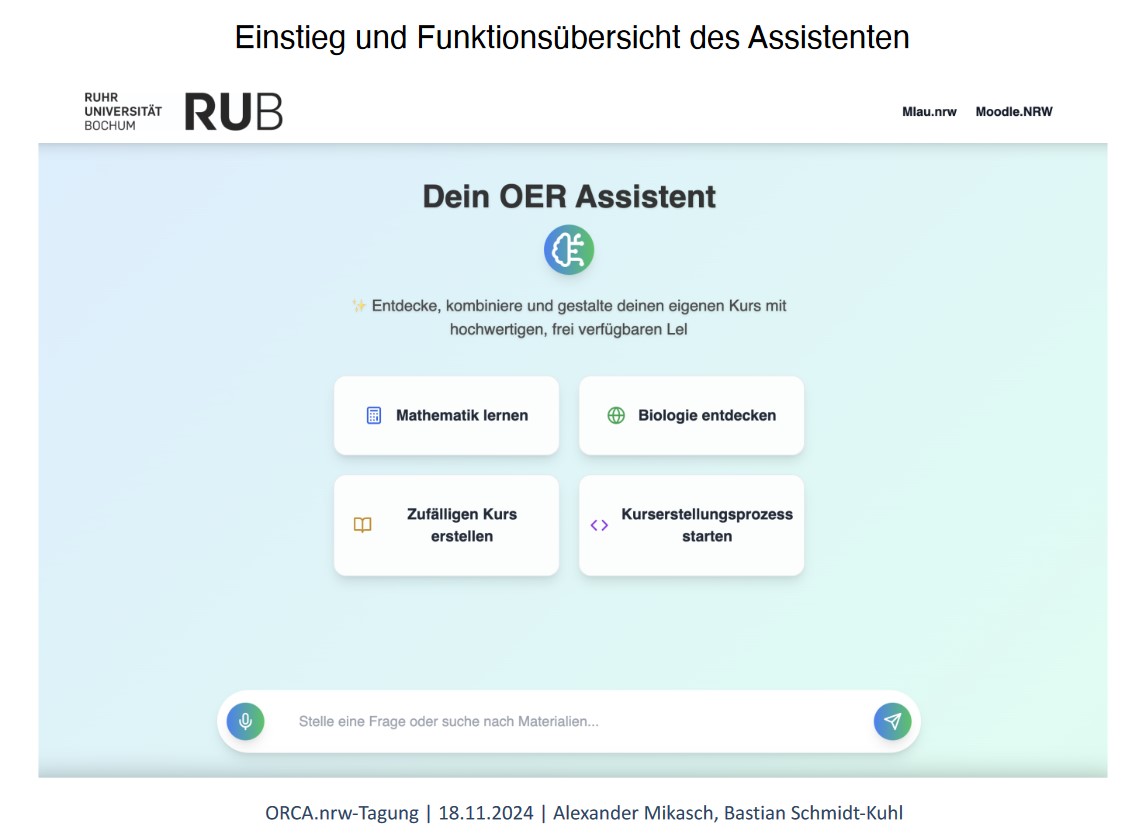 Einstieg und Funktionsübersicht des Assistenten
RUHR
UNIVERSITÄT
BOCHUM
RUB
Mlau.nrw Moodle.NRW
Dein OER Assistent
✨ Entdecke, kombiniere und gestalte deinen eigenen Kurs mit
hochwertigen, frei verfügbaren Lel
Mathematik lernen
Biologie entdecken
Zufälligen Kurs
erstellen
Kurserstellungsprozess
starten
Stelle eine Frage oder suche nach Materialien...
ORCA.nrw-Tagung | 18.11.2024 | Alexander Mikasch, Bastian Schmidt-Kuhl